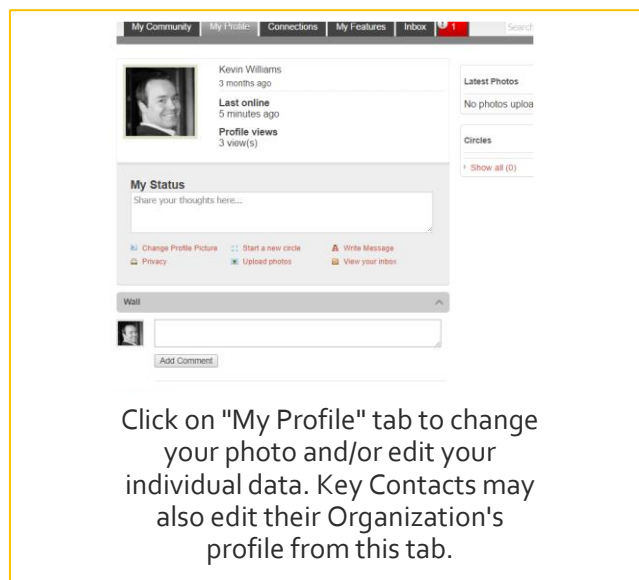 My Community My Profile Connections My Features Inbox 1 Search
Kevin Williams
3 months ago
Last online
5 minutes ago
Profile views
3 view(s)
Latest Photos
No photos uploa
Circles
Show all (0)
My Status
Share your thoughts here...
Change Profile Picture Start a new circle Write Message
Privacy Upload photos View your inbox
Wall
Add Comment
Click on "My Profile" tab to change
your photo and/or edit your
individual data. Key Contacts may
also edit their Organization's
profile from this tab.